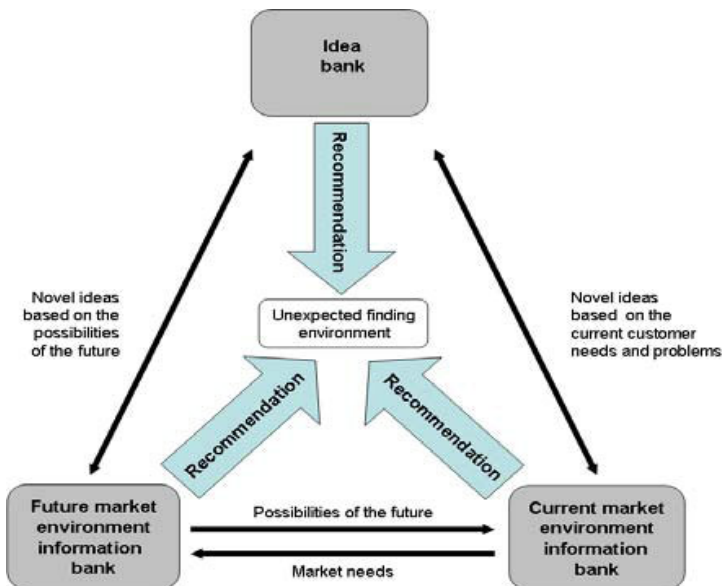 Idea
bank
Recommendation
Novel ideas
based on the
possibilities
of the future
Unexpected finding
environment
Novel ideas
based on the
current customer
needs and problems
Recommendation
Recommendation
Future market
environment
information
bank
Possibilities of the future
Market needs
Current market
environment
information
bank